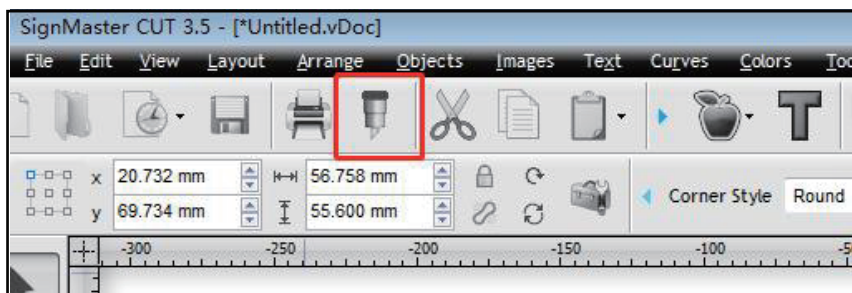 SignMaster CUT 3.5 - [*Untitled.vDoc]
File Edit View Layout Arrange Objects Images Text Curves Colors
x 20.732 mm 56.758 mm
Corner Style Round
y 69.734 mm 55.600 mm
-300 -250 -200 -150 -100